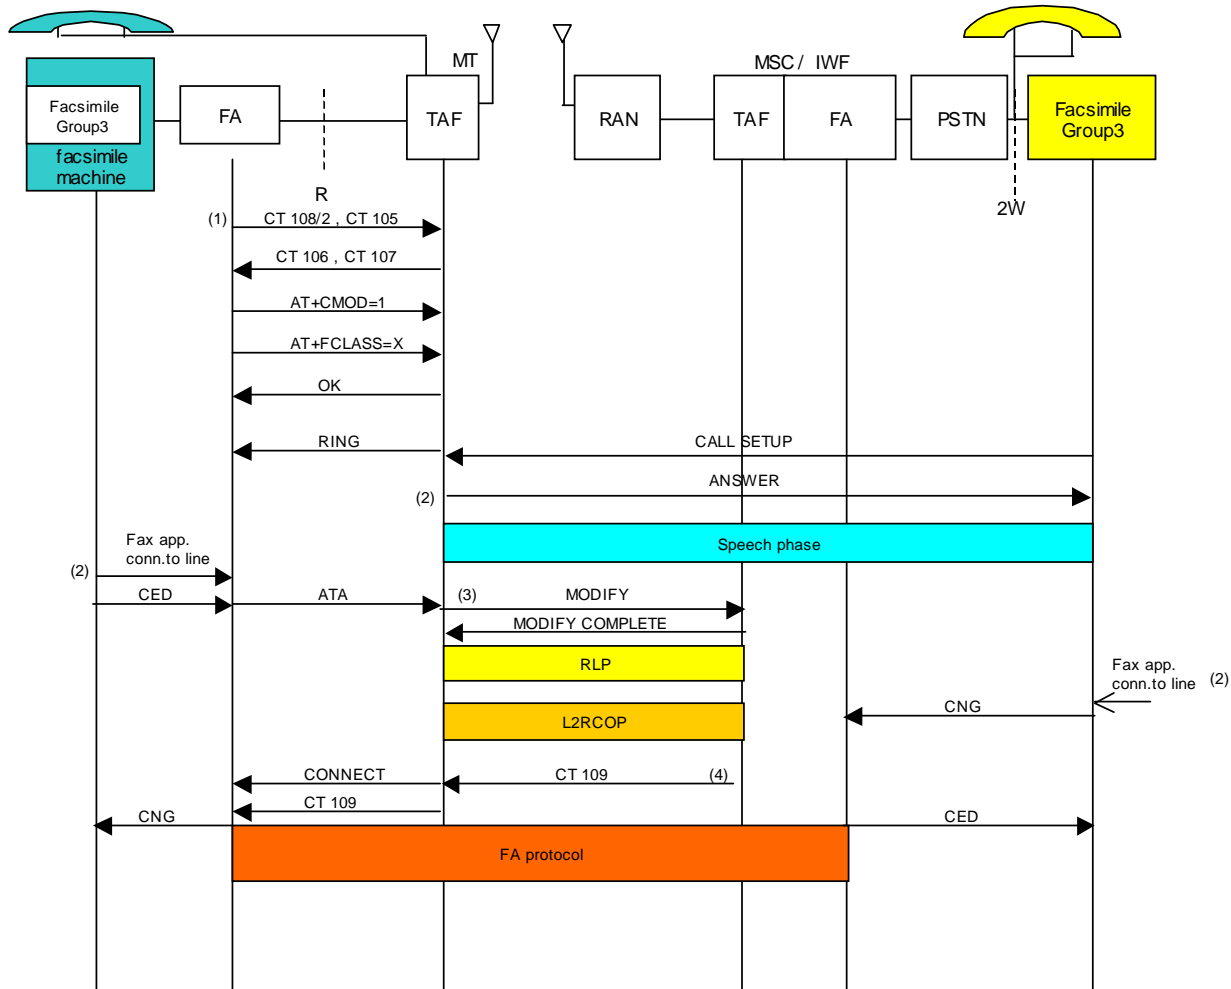 MT
MSC / IWF
Facsimile
Group3
facsimile
machine
FA
TAF
RAN
TAF
FA
PSTN
Facsimile
Group3
R
2W
(1)
CT 108/2 , CT 105
CT 106 , CT 107
AT+CMOD=1
AT+FCLASS=X
OK
RING
CALL SETUP
(2)
ANSWER
Speech phase
Fax app.
conn.to line
(2)
CED
ATA
(3)
MODIFY
MODIFY COMPLETE
RLP
Fax app.
conn.to line
(2)
CNG
L2RCOP
CONNECT
CT 109
(4)
CT 109
CNG
CED
FA protocol